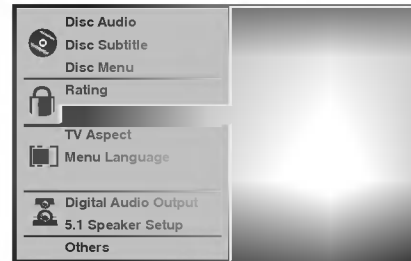 Disc Audio
Disc Subtitle
Disc Menu
Rating
TV Aspect
Menu Language
Digital Audio Output
5.1 Speaker Setup
Others